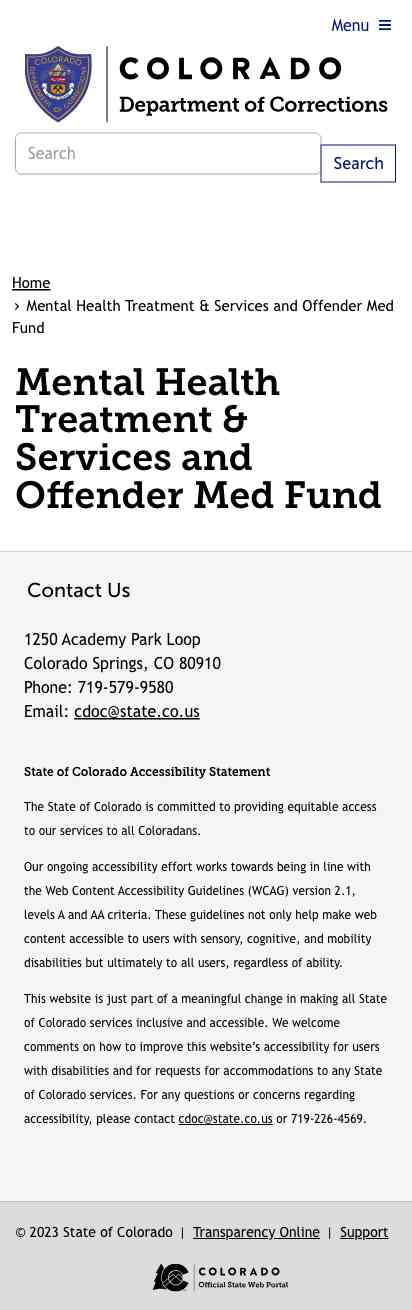 Menu
COLORADO
Department of Corrections
Search
Search
Home
› Mental Health Treatment & Services and Offender Med
Fund
Mental Health
Treatment &
Services and
Offender Med Fund
Contact Us
1250 Academy Park Loop
Colorado Springs, CO 80910
Phone: 719-579-9580
Email: cdoc@state.co.us
State of Colorado Accessibility Statement
The State of Colorado is committed to providing equitable access
to our services to all Coloradans.
Our ongoing accessibility effort works towards being in line with
the Web Content Accessibility Guidelines (WCAG) version 2.1,
levels A and AA criteria. These guidelines not only help make web
content accessible to users with sensory, cognitive, and mobility
disabilities but ultimately to all users, regardless of ability.
This website is just part of a meaningful change in making all State
of Colorado services inclusive and accessible. We welcome
comments on how to improve this website’s accessibility for users
with disabilities and for requests for accommodations to any State
of Colorado services. For any questions or concerns regarding
accessibility, please contact cdoc@state.co.us or 719-226-4569.
© 2023 State of Colorado | Transparency Online | Support
COLORADO
Official State Web Portal